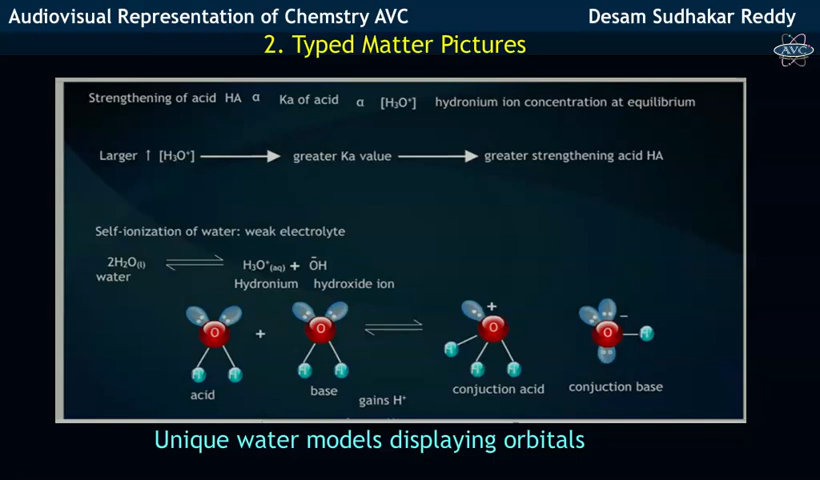 Audiovisual Representation of Chemstry AVC
Desam Sudhakar Reddy
2. Typed Matter Pictures
AVC
Strengthening of acid HA α Ka of acid α [H₃O⁺] hydronium ion concentration at equilibrium
Larger ↑ [H₃O⁺] ⟶ greater Ka value ⟶ greater strengthening acid HA
Self-ionization of water: weak electrolyte
2H₂O(l) ⇌ H₃O⁺(aq) + ŌH
water Hydronium hydroxide ion
O + O ⇌ O + O −
H H H H H H H H
acid base conjuction acid conjuction base
gains H⁺
Unique water models displaying orbitals